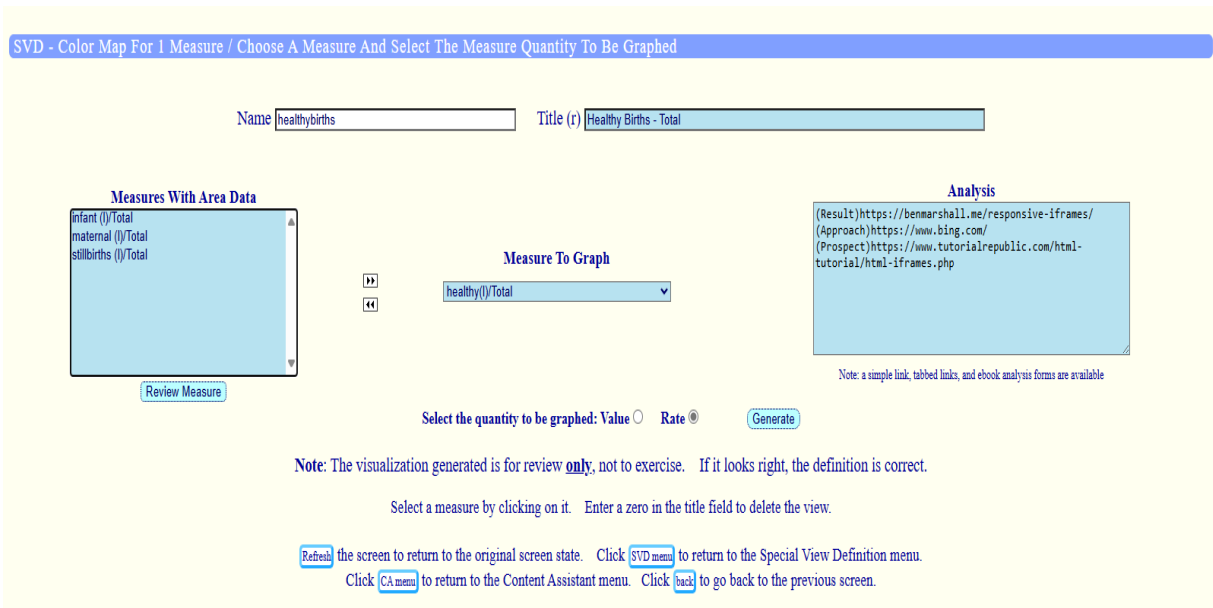 SVD - Color Map For 1 Measure / Choose A Measure And Select The Measure Quantity To Be Graphed
Name healthybirths Title (r) Healthy Births - Total
Measures With Area Data
infant (I)/Total
maternal (I)/Total
stillbirths (I)/Total
Review Measure
Measure To Graph
healthy(I)/Total
Analysis
(Result)https://benmarshall.me/responsive-iframes/
(Approach)https://www.bing.com/
(Prospect)https://www.tutorialrepublic.com/html-
tutorial/html-iframes.php
Note: a simple link, tabbed links, and ebook analysis forms are available
Select the quantity to be graphed: Value Rate Generate
Note: The visualization generated is for review only, not to exercise. If it looks right, the definition is correct.
Select a measure by clicking on it. Enter a zero in the title field to delete the view.
Refresh the screen to return to the original screen state. Click SVD menu to return to the Special View Definition menu.
Click CA menu to return to the Content Assistant menu. Click back to go back to the previous screen.